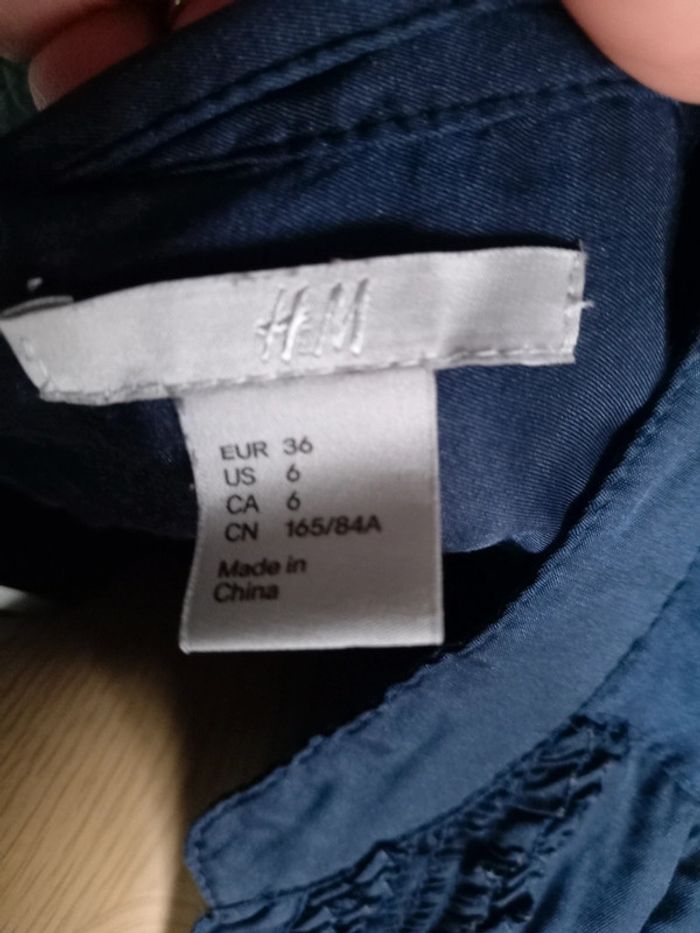 H&M
EUR 36
US 6
CA 6
CN 165/84A
Made in
China